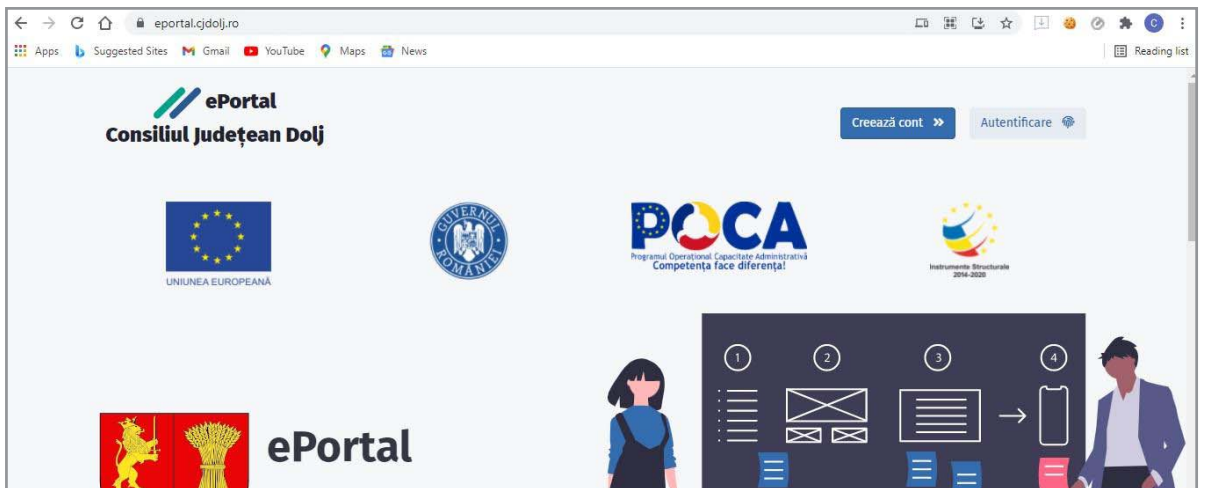 eportal.cjdolj.ro
Apps Suggested Sites Gmail YouTube Maps News Reading list
ePortal
Consiliul Județean Dolj
Creează cont Autentificare
UNIUNEA EUROPEANĂ
GUVERNUL ROMÂNIEI
POCA
Programul Operațional Capacitate Administrativă
Competența face diferența!
Instrumente Structurale
2014-2020
1 2 3 4
ePortal